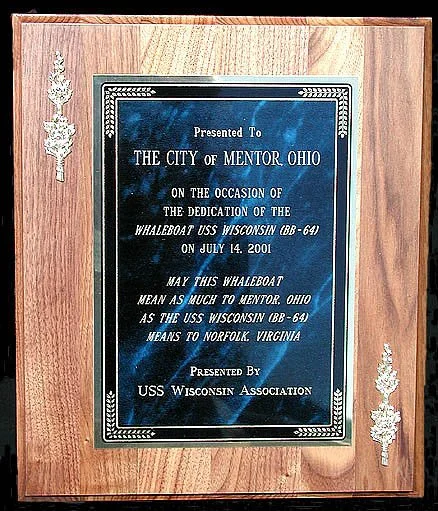 Presented To
THE CITY OF MENTOR, OHIO
ON THE OCCASION OF
THE DEDICATION OF THE
WHALEBOAT USS WISCONSIN (BB-64)
ON JULY 14, 2001
MAY THIS WHALEBOAT
MEAN AS MUCH TO MENTOR, OHIO
AS THE USS WISCONSIN (BB-64)
MEANS TO NORFOLK, VIRGINIA
PRESENTED BY
USS WISCONSIN ASSOCIATION